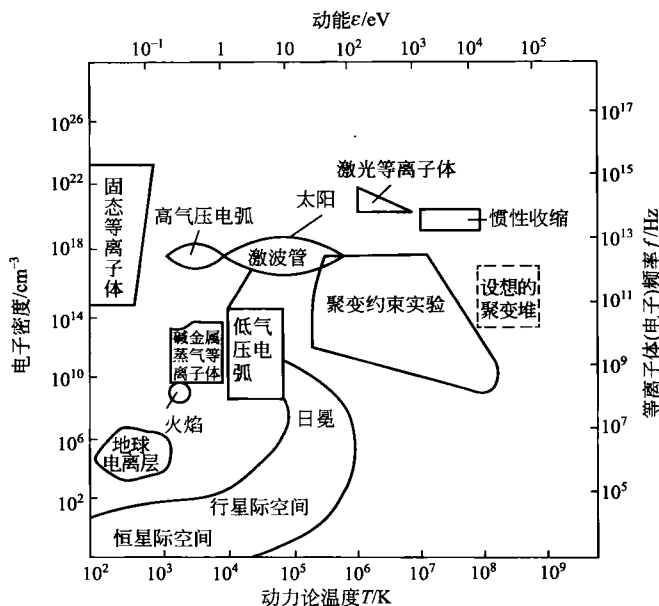 动能ε/eV
10⁻¹ 1 10 10² 10³ 10⁴ 10⁵
电子密度/cm⁻³
10²⁶
10²²
10¹⁸
10¹⁴
10¹⁰
10⁶
10²
等离子体(电子)频率f/Hz
10¹⁷
10¹⁵
10¹³
10¹¹
10⁹
10⁷
10⁵
固
态
等
离
子
体
高气压电弧
太阳
激波管
激光等离子体
惯性收缩
设想的
聚变堆
聚变约束实验
碱金属
蒸气等
离子体
低气
压电
弧
火焰
日冕
地球
电离层
行星际空间
恒星际空间
10² 10³ 10⁴ 10⁵ 10⁶ 10⁷ 10⁸ 10⁹
动力论温度T/K